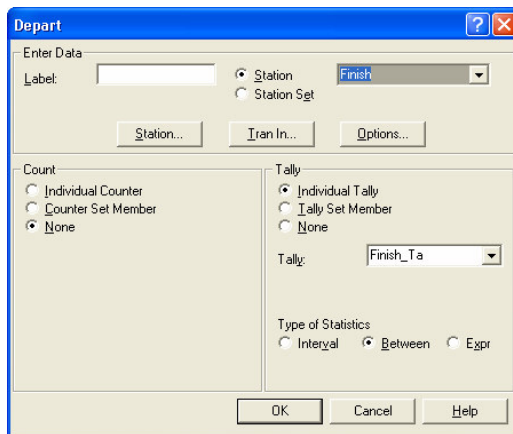 Depart
Enter Data
Label:
Station
Finish
Station Set
Station...
Tran In...
Options...
Count
Individual Counter
Counter Set Member
None
Tally
Individual Tally
Tally Set Member
None
Tally:
Finish_Ta
Type of Statistics
Interval
Between
Expr
OK
Cancel
Help